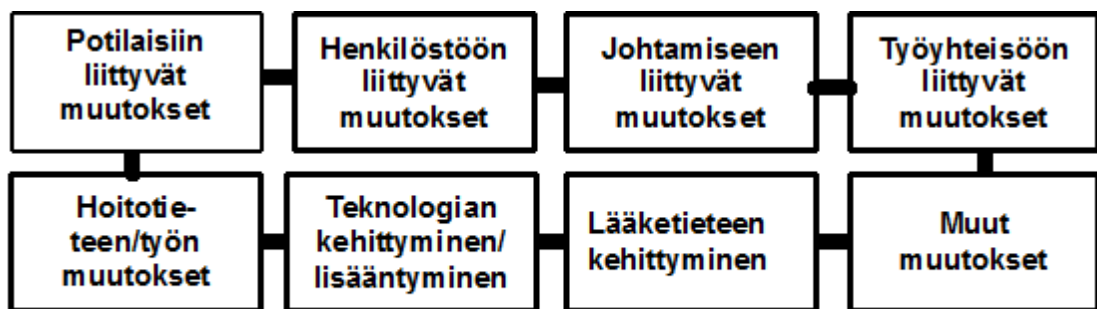 Potilaisiin
liittyvät
muutokset
Henkilöstöön
liittyvät
muutokset
Johtamiseen
liittyvät
muutokset
Työyhteisöön
liittyvät
muutokset
Hoitotie-
teen/työn
muutokset
Teknologian
kehittyminen/
lisääntyminen
Lääketieteen
kehittyminen
Muut
muutokset